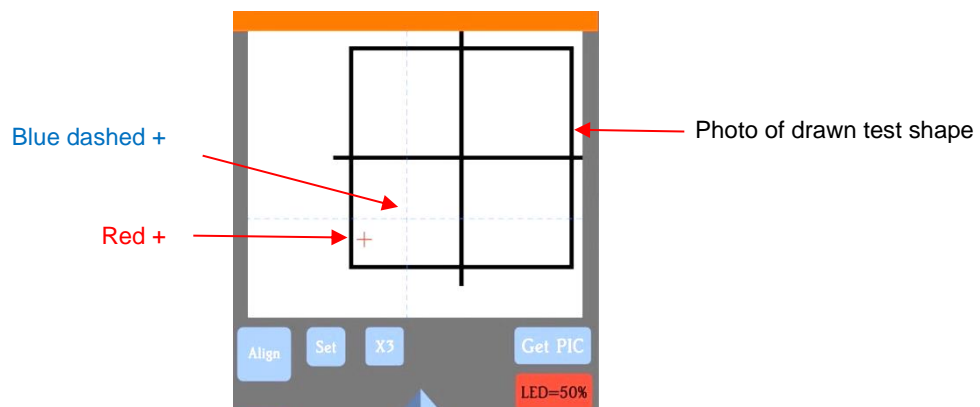 Blue dashed +
Photo of drawn test shape
Red +
Align
Set
X3
Get PIC
LED=50%